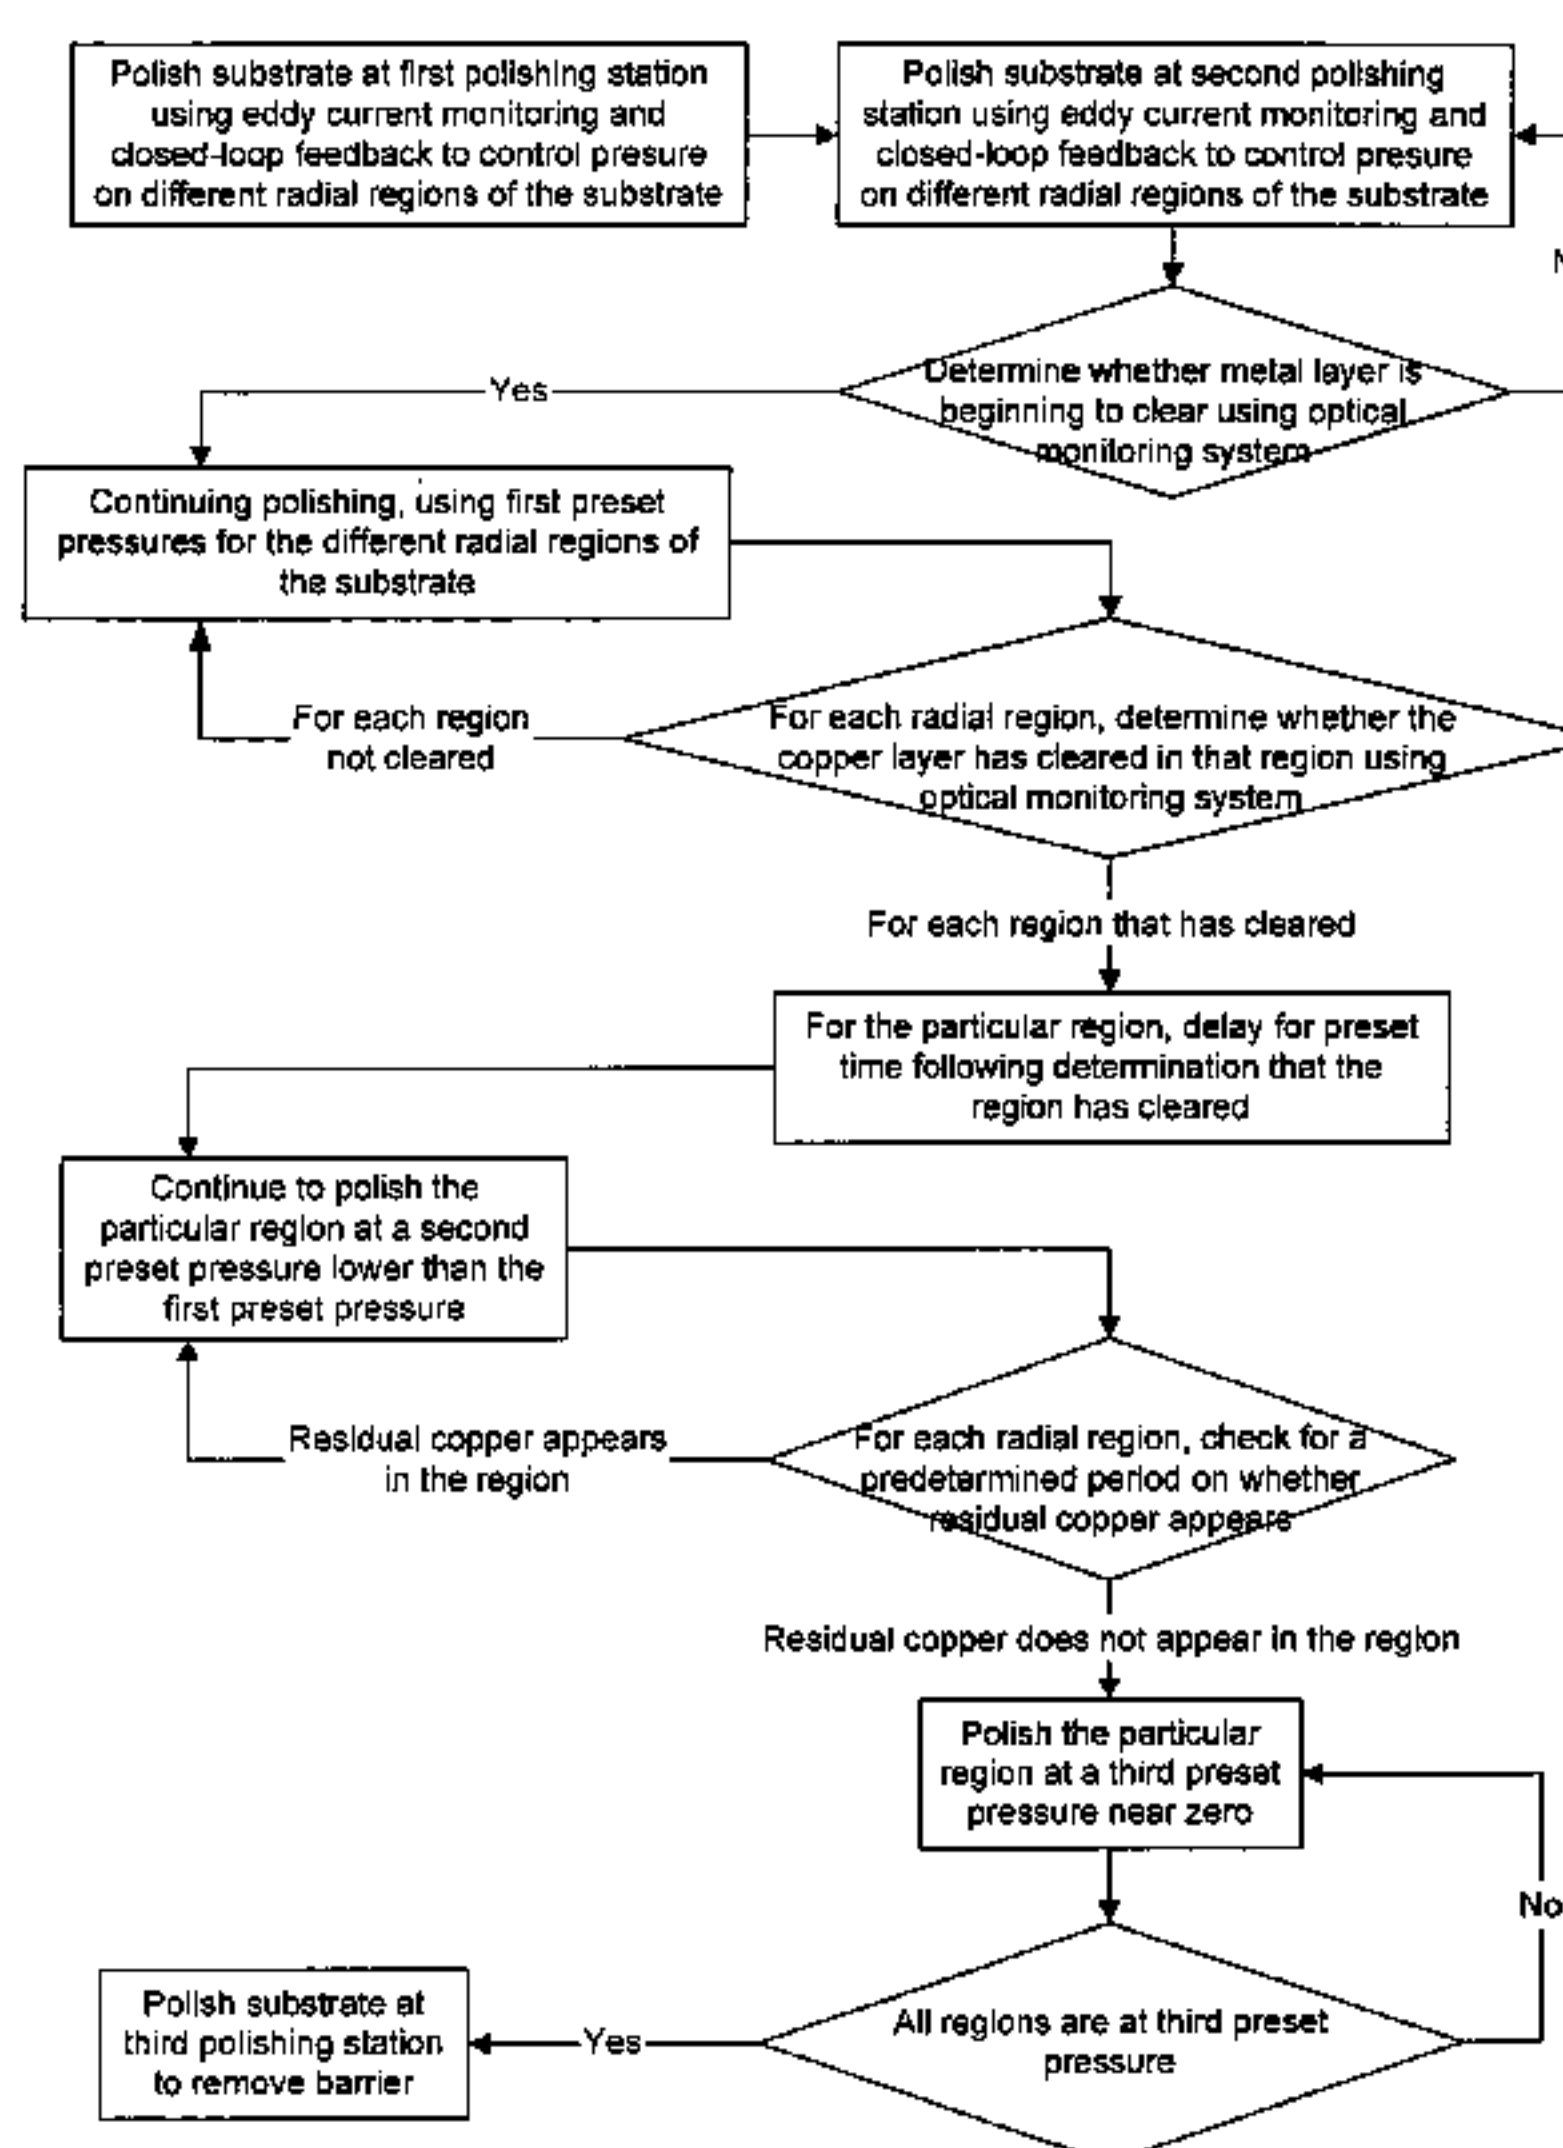 Polish substrate at first polishing station
using eddy current monitoring and
closed-loop feedback to control presure
on different radial regions of the substrate
Polish substrate at second polishing
station using eddy current monitoring and
closed-loop feedback to control presure
on different radial regions of the substrate
Determine whether metal layer is
beginning to clear using optical
monitoring system
Yes
Continuing polishing, using first preset
pressures for the different radial regions of
the substrate
For each region
not cleared
For each radial region, determine whether the
copper layer has cleared in that region using
optical monitoring system
For each region that has cleared
For the particular region, delay for preset
time following determination that the
region has cleared
Continue to polish the
particular region at a second
preset pressure lower than the
first preset pressure
Residual copper appears
in the region
For each radial region, check for a
predetermined period on whether
residual copper appears
Residual copper does not appear in the region
Polish the particular
region at a third preset
pressure near zero
No
All regions are at third preset
pressure
Yes
Polish substrate at
third polishing station
to remove barrier